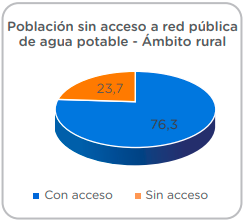 Población sin acceso a red pública
de agua potable - Ámbito rural
23,7
76,3
Con acceso
Sin acceso